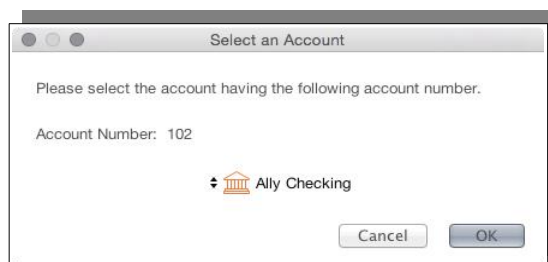 Select an Account
Please select the account having the following account number.
Account Number: 102
Ally Checking
Cancel OK